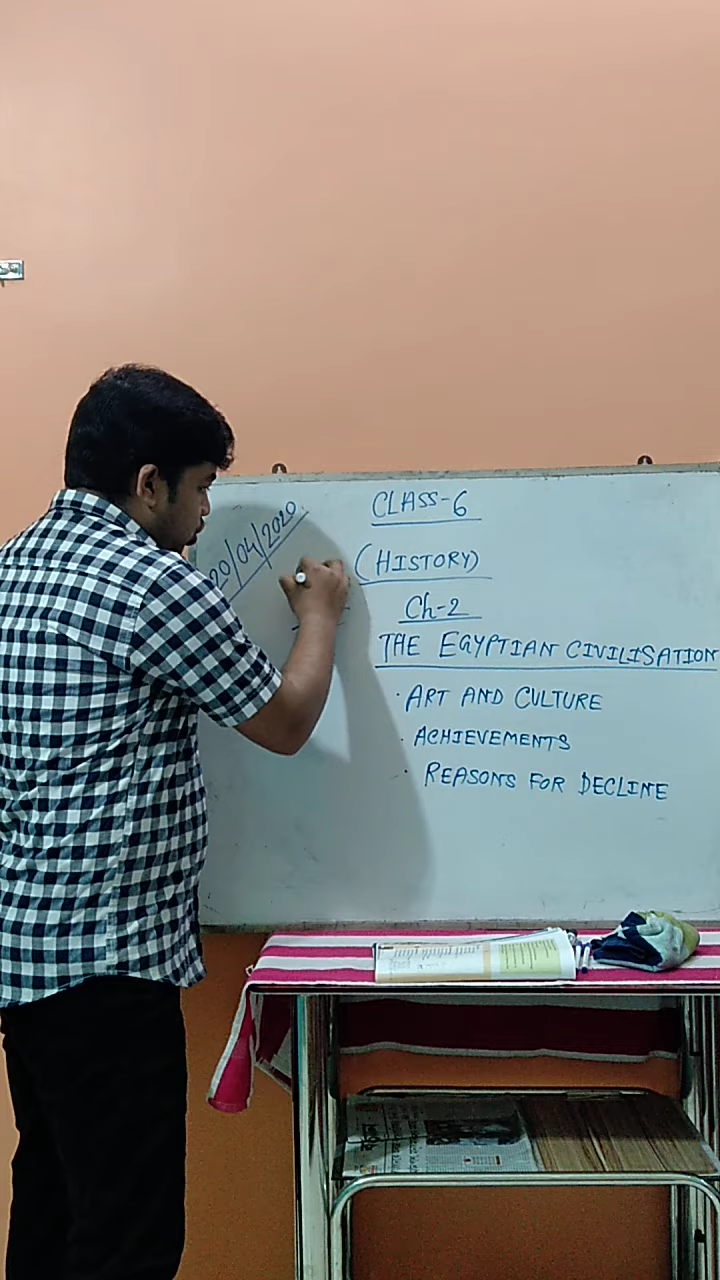 20/04/2020
CLASS-6
(HISTORY)
Ch-2
THE EGYPTIAN CIVILISATION
· ART AND CULTURE
· ACHIEVEMENTS
· REASONS FOR DECLINE